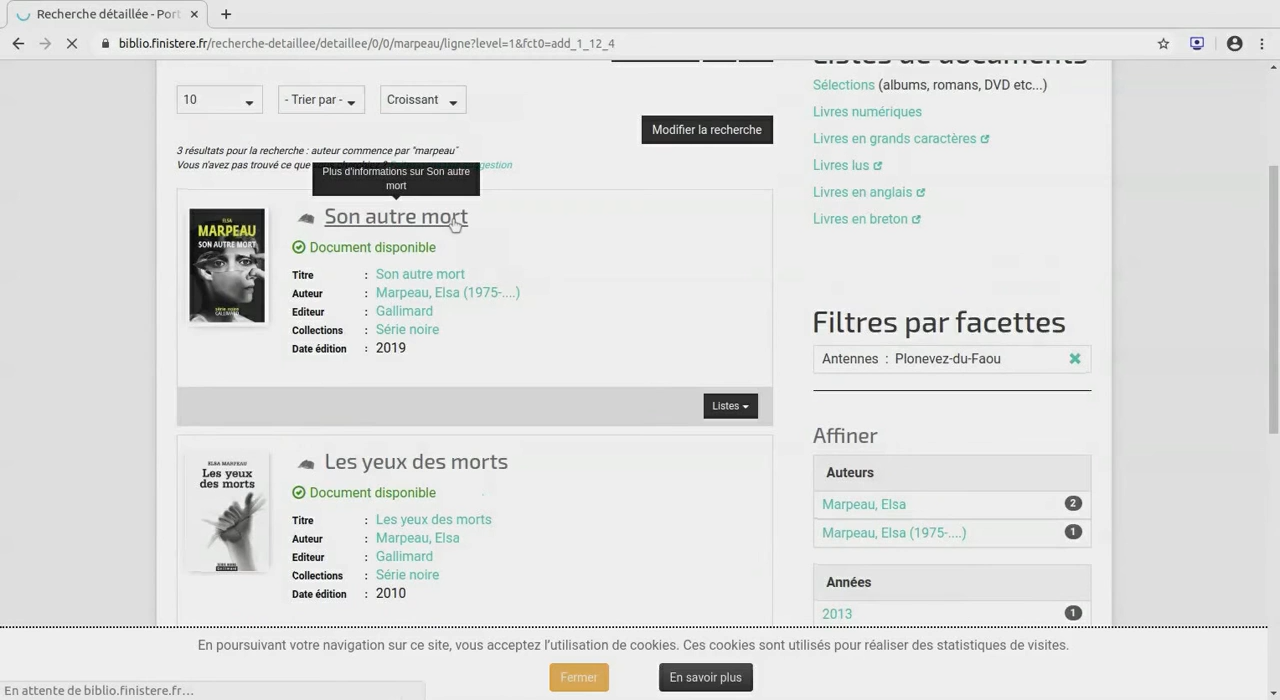 Recherche détaillée - Port
biblio.finistere.fr/recherche-detaillee/detaillee/0/0/marpeau/ligne?level=1&fct0=add_1_12_4
10
- Trier par -
Croissant
Modifier la recherche
3 résultats pour la recherche : auteur commence par "marpeau"
Vous n'avez pas trouvé ce que
gestion
Plus d'informations sur Son autre
mort
ELSA
MARPEAU
SON AUTRE MORT
SÉRIE NOIRE
GALLIMARD
Son autre mort
Document disponible
Titre : Son autre mort
Auteur : Marpeau, Elsa (1975-....)
Editeur : Gallimard
Collections : Série noire
Date édition : 2019
Listes
ELSA MARPEAU
Les yeux
des morts
Les yeux des morts
Document disponible
Titre : Les yeux des morts
Auteur : Marpeau, Elsa
Editeur : Gallimard
Collections : Série noire
Date édition : 2010
Listes de documents
Sélections (albums, romans, DVD etc...)
Livres numériques
Livres en grands caractères
Livres lus
Livres en anglais
Livres en breton
Filtres par facettes
Antennes : Plonevez-du-Faou
Affiner
Auteurs
Marpeau, Elsa 2
Marpeau, Elsa (1975-....) 1
Années
2013 1
En poursuivant votre navigation sur ce site, vous acceptez l'utilisation de cookies. Ces cookies sont utilisés pour réaliser des statistiques de visites.
Fermer
En savoir plus
En attente de biblio.finistere.fr…